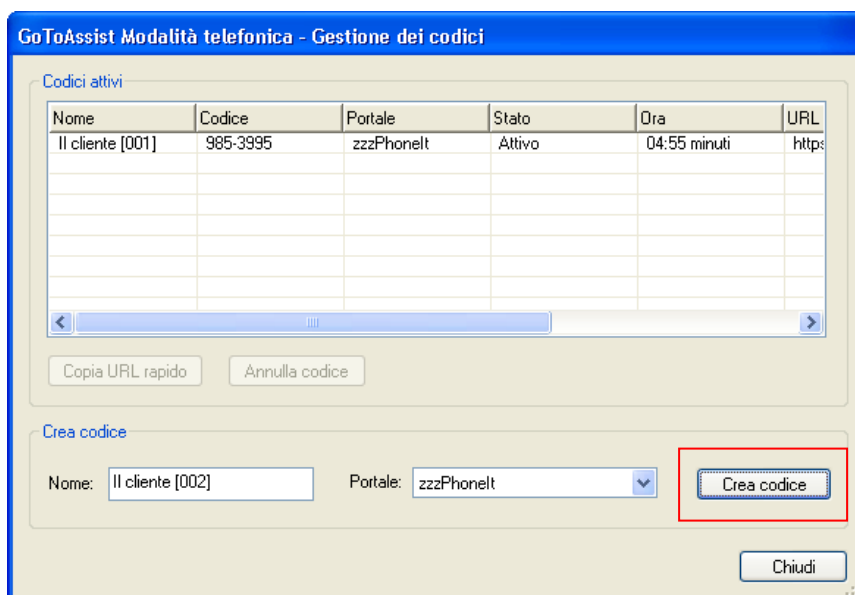 GoToAssist Modalità telefonica - Gestione dei codici
Codici attivi
Nome Codice Portale Stato Ora URL
Il cliente [001] 985-3995 zzzPhoneIt Attivo 04:55 minuti https
Copia URL rapido Annulla codice
Crea codice
Nome: Il cliente [002] Portale: zzzPhoneIt Crea codice
Chiudi